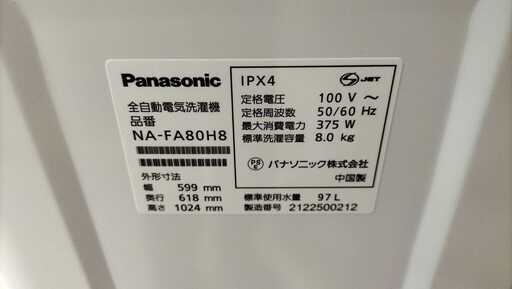 Panasonic
全自動電気洗濯機
品番
NA-FA80H8
外形寸法
幅 599 mm
奥行 618 mm
高さ 1024 mm
IPX4
S JET
定格電圧 100 V～
定格周波数 50/60 Hz
最大消費電力 375 W
標準洗濯容量 8.0 kg
PS E パナソニック株式会社
中国製
標準使用水量 97 L
製造番号 2122500212